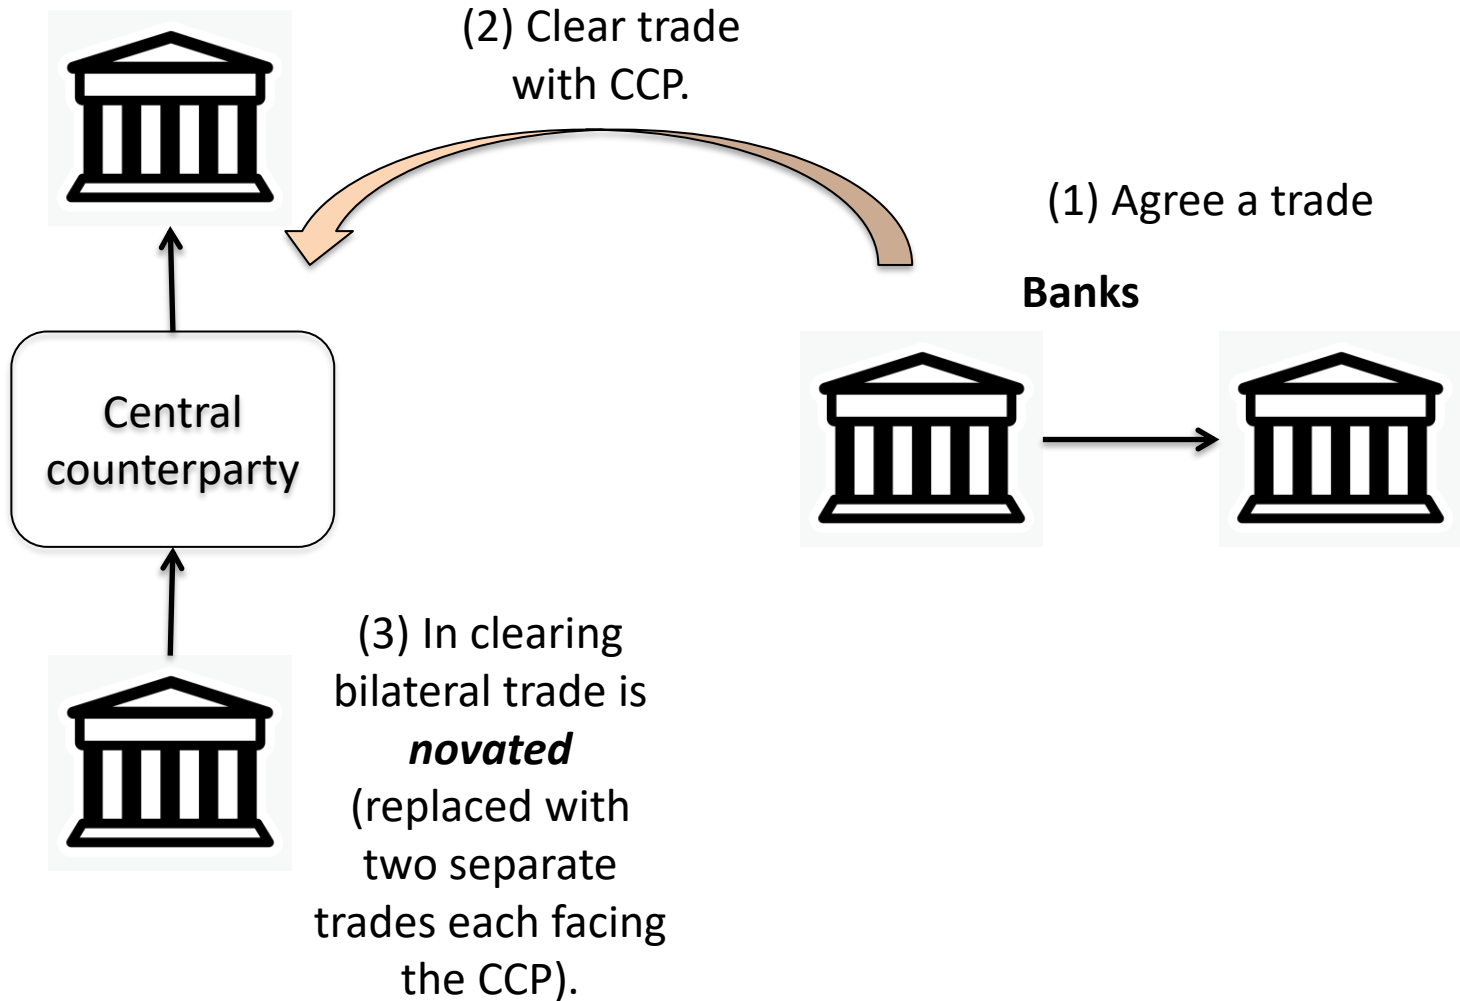 (2) Clear trade
with CCP.
(1) Agree a trade
Banks
Central
counterparty
(3) In clearing
bilateral trade is
novated
(replaced with
two separate
trades each facing
the CCP).